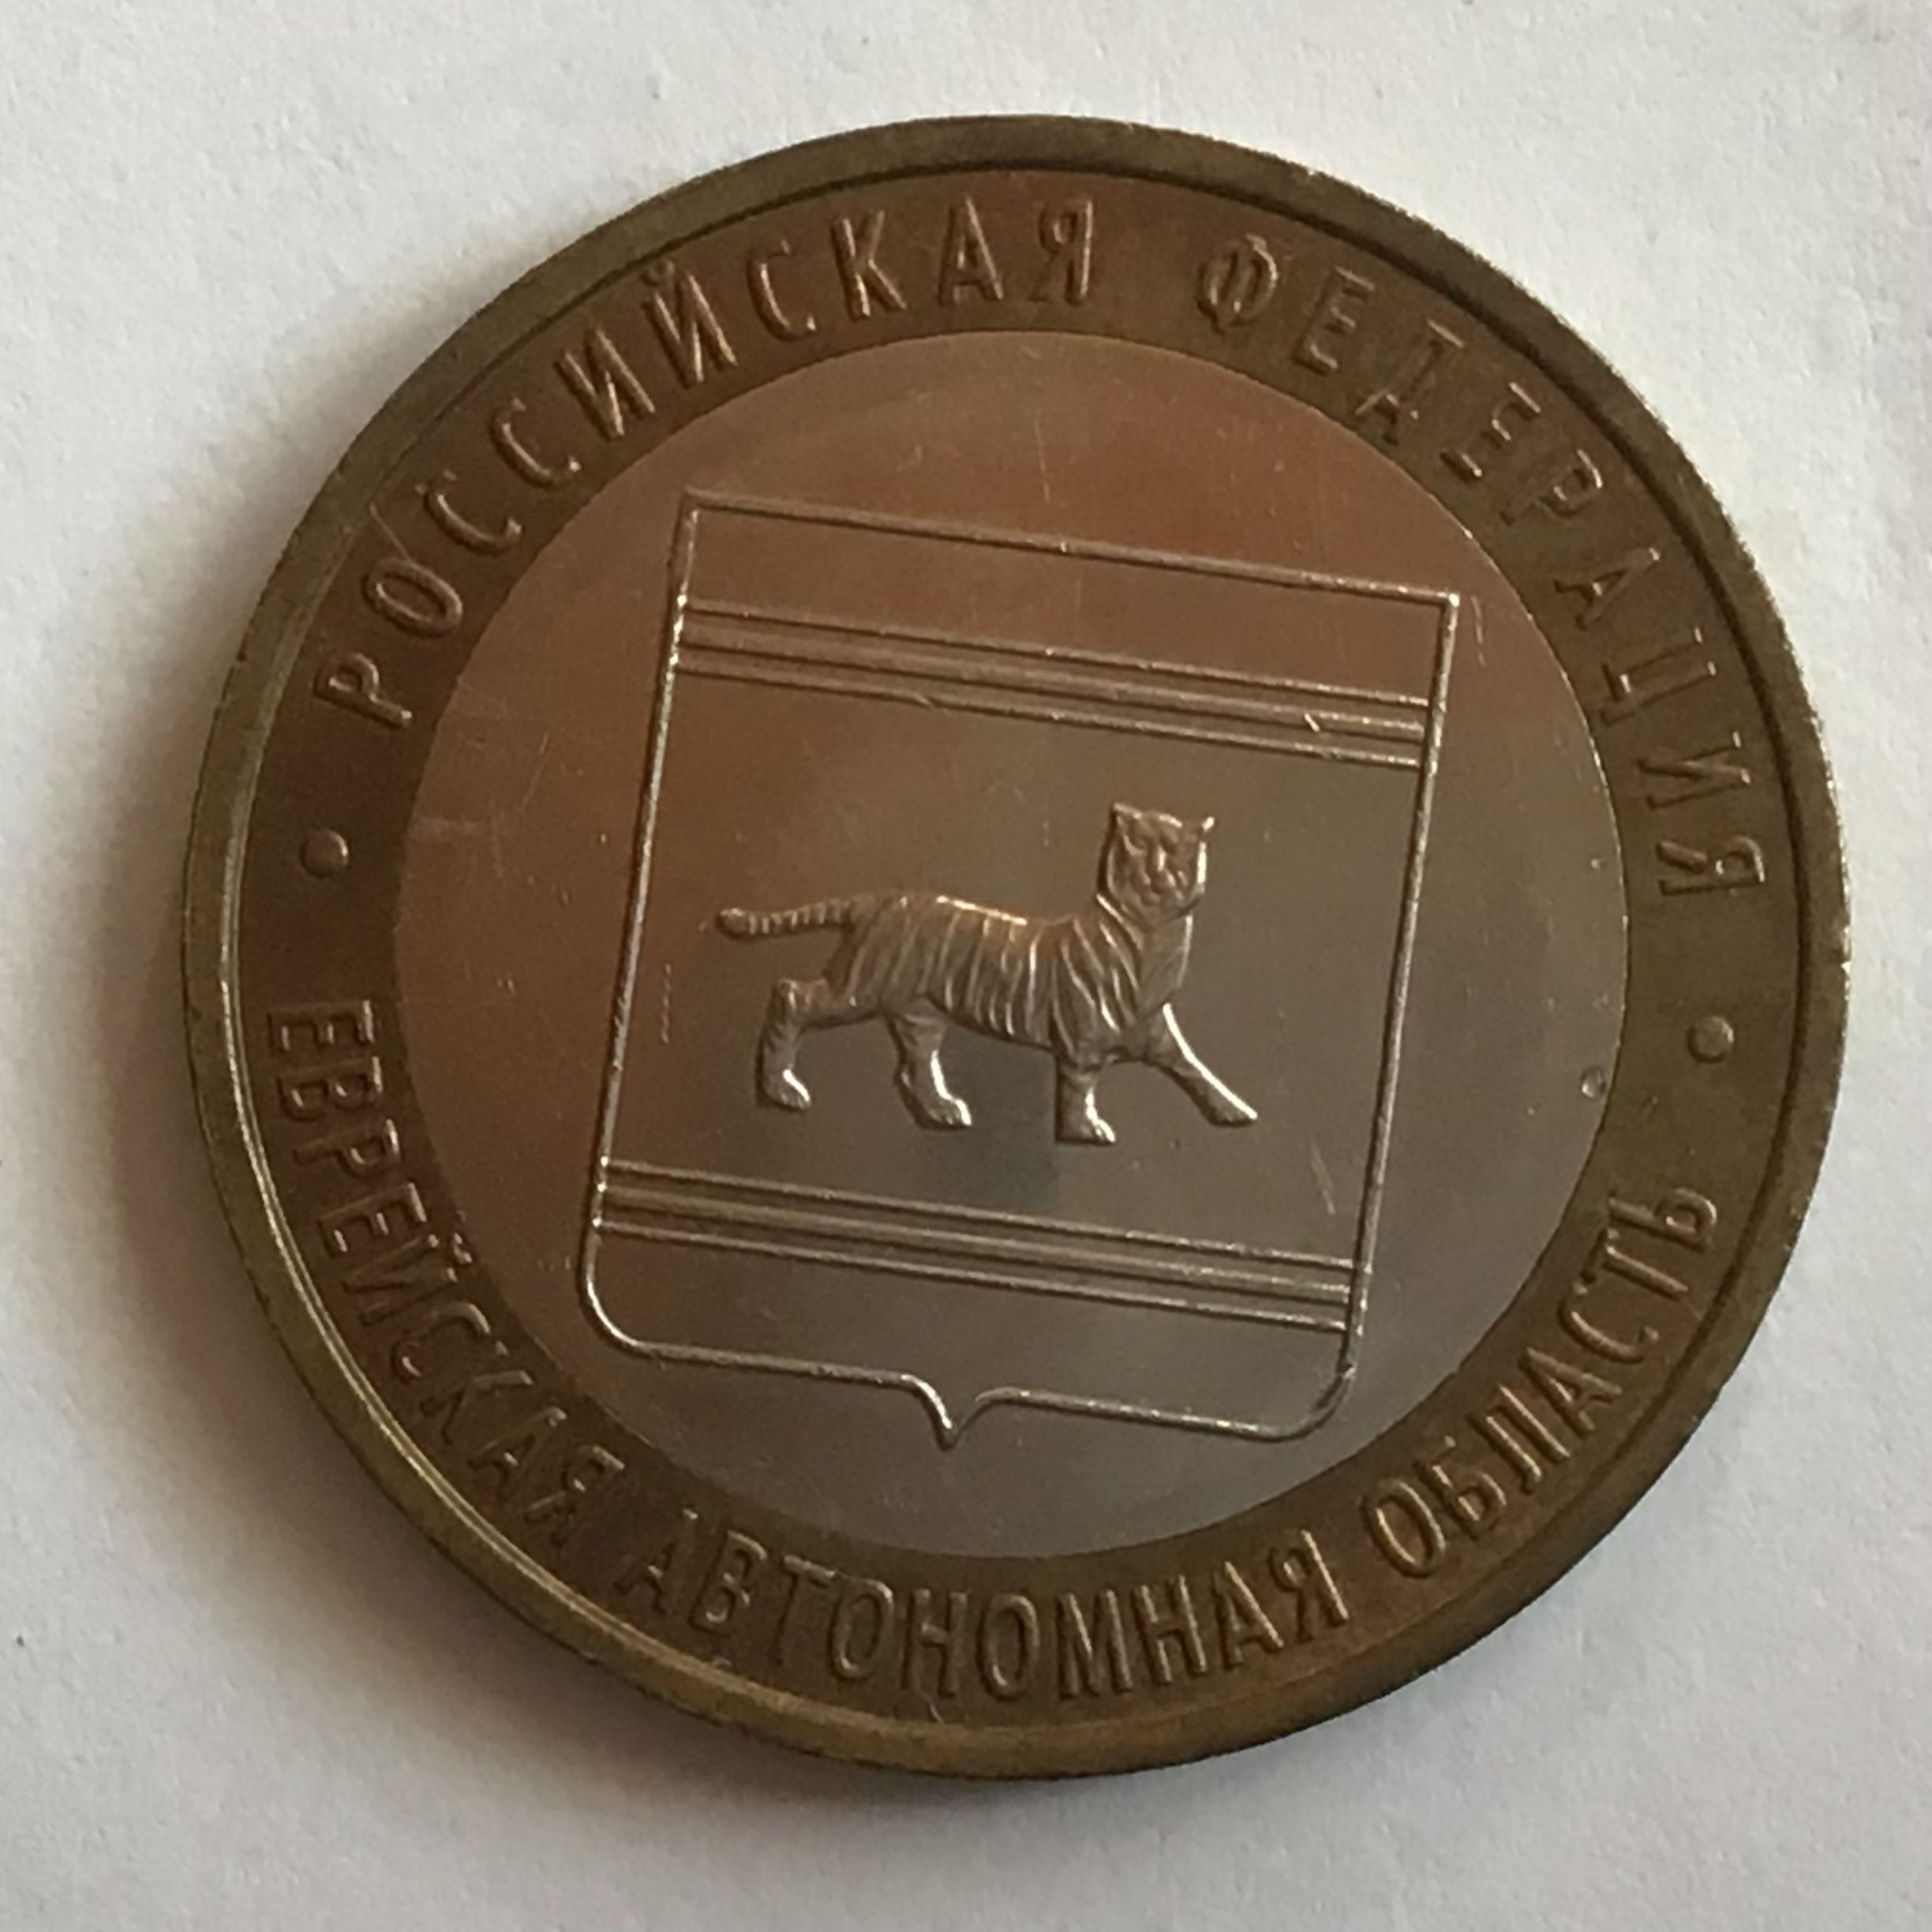 РОССИЙСКАЯ ФЕДЕРАЦИЯ
ЕВРЕЙСКАЯ АВТОНОМНАЯ ОБЛАСТЬ